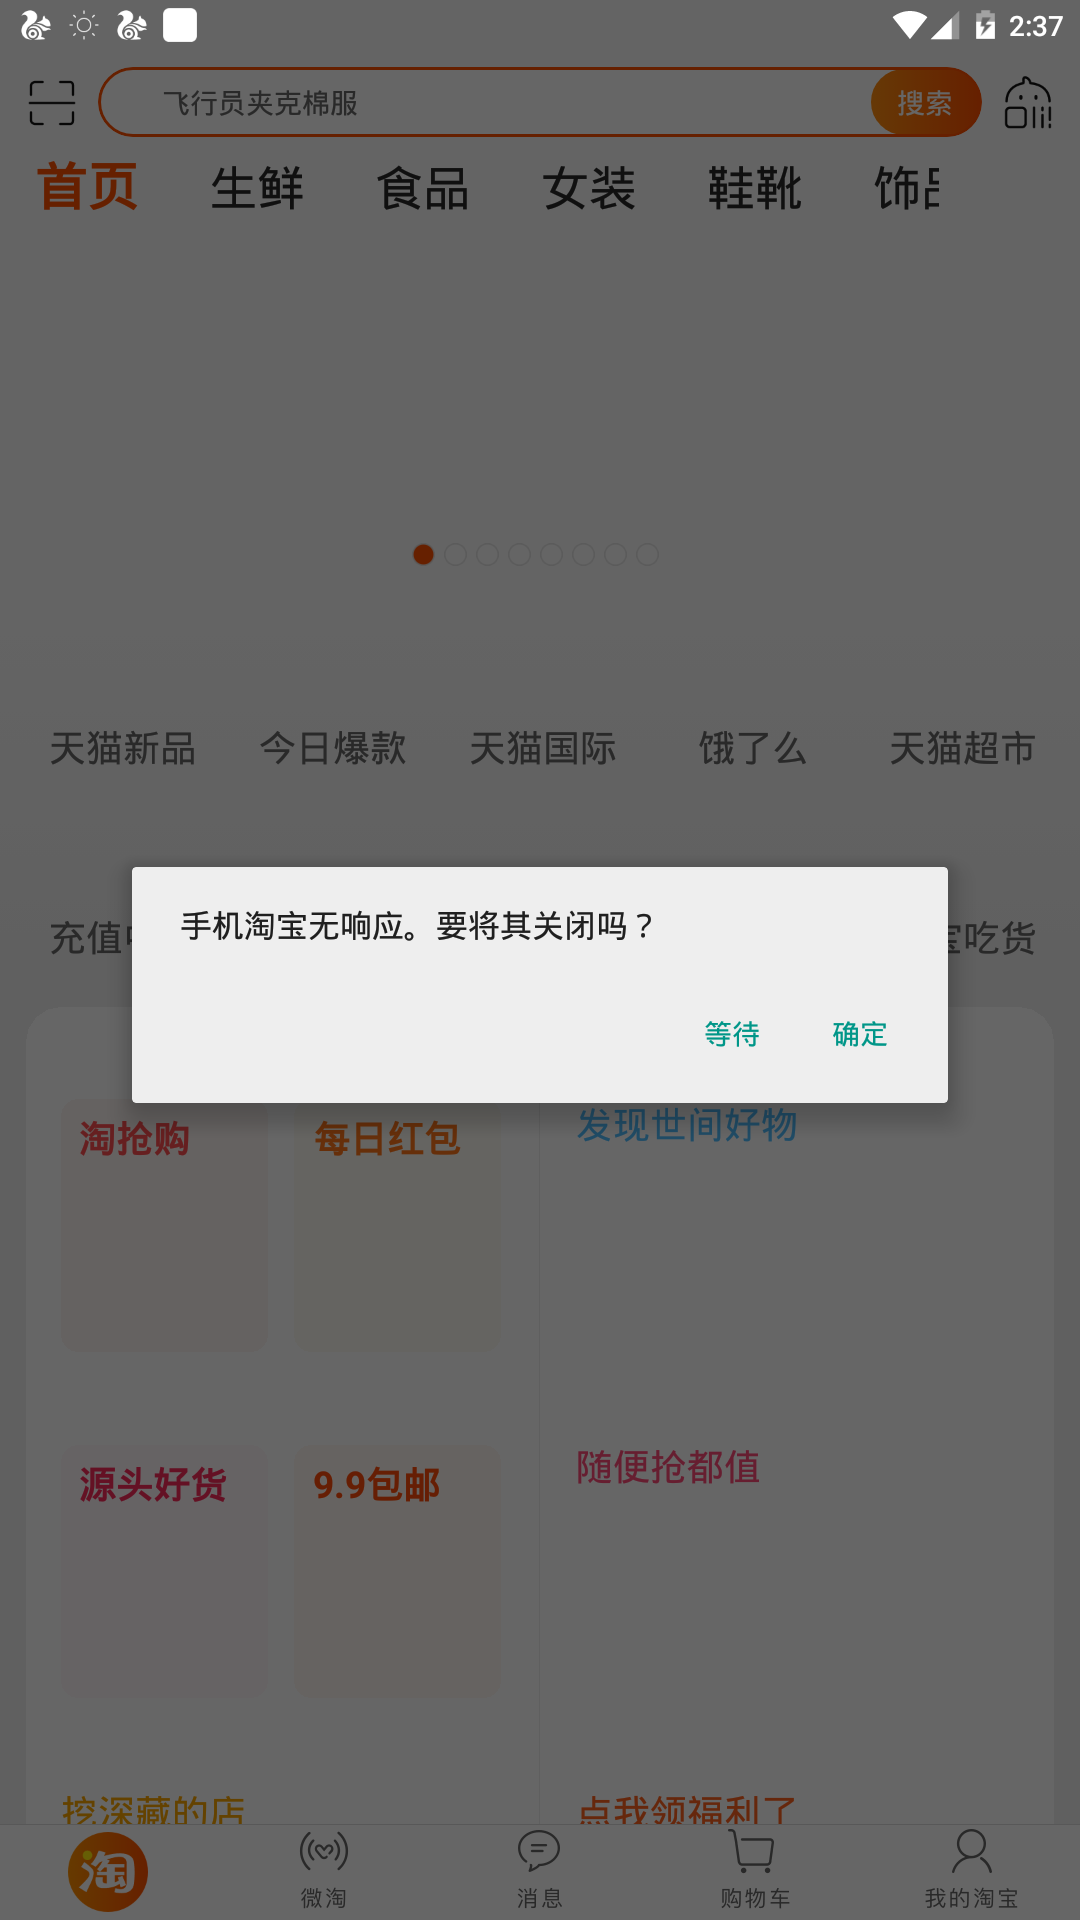 2:37
飞行员夹克棉服 搜索
首页 生鲜 食品 女装 鞋靴 饰
天猫新品 今日爆款 天猫国际 饿了么 天猫超市
充值 吃货
手机淘宝无响应。要将其关闭吗？
等待 确定
淘抢购 每日红包 发现世间好物
源头好货 9.9包邮 随便抢都值
挖深藏的店 点我领福利了
淘 微淘 消息 购物车 我的淘宝